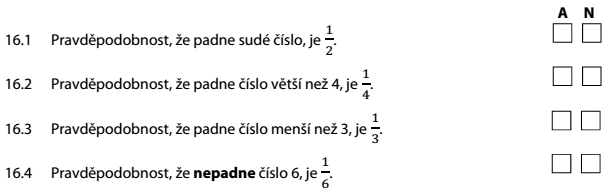 A N
16.1 Pravděpodobnost, že padne sudé číslo, je 1/2.
16.2 Pravděpodobnost, že padne číslo větší než 4, je 1/4.
16.3 Pravděpodobnost, že padne číslo menší než 3, je 1/3.
16.4 Pravděpodobnost, že nepadne číslo 6, je 1/6.